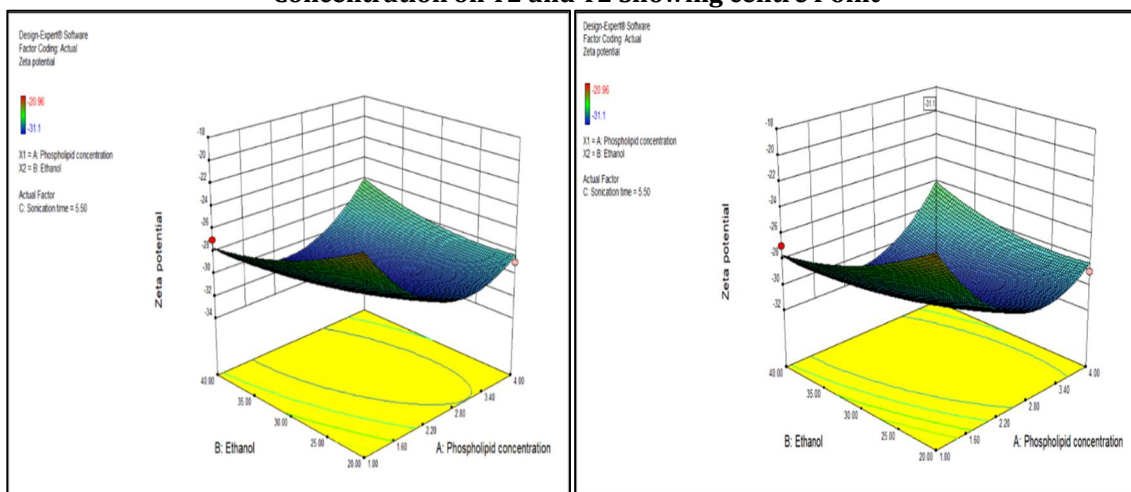 Concentration on Y2 and Y2 Showing centre Point
Design-Expert® Software
Factor Coding: Actual
Zeta potential
-20.96
-31.1
X1 = A: Phospholipid concentration
X2 = B: Ethanol
Actual Factor
C: Sonication time = 5.50
-18
-20
-22
-24
-26
-28
-30
-32
-34
Zeta potential
40.00
35.00
30.00
25.00
20.00
1.00
1.60
2.20
2.80
3.40
4.00
B: Ethanol
A: Phospholipid concentration
Design-Expert® Software
Factor Coding: Actual
Zeta potential
-20.96
-31.1
X1 = A: Phospholipid concentration
X2 = B: Ethanol
Actual Factor
C: Sonication time = 5.50
-31.1
-18
-20
-22
-24
-26
-28
-30
-32
Zeta potential
40.00
35.00
30.00
25.00
20.00
1.00
1.60
2.20
2.80
3.40
4.00
B: Ethanol
A: Phospholipid concentration